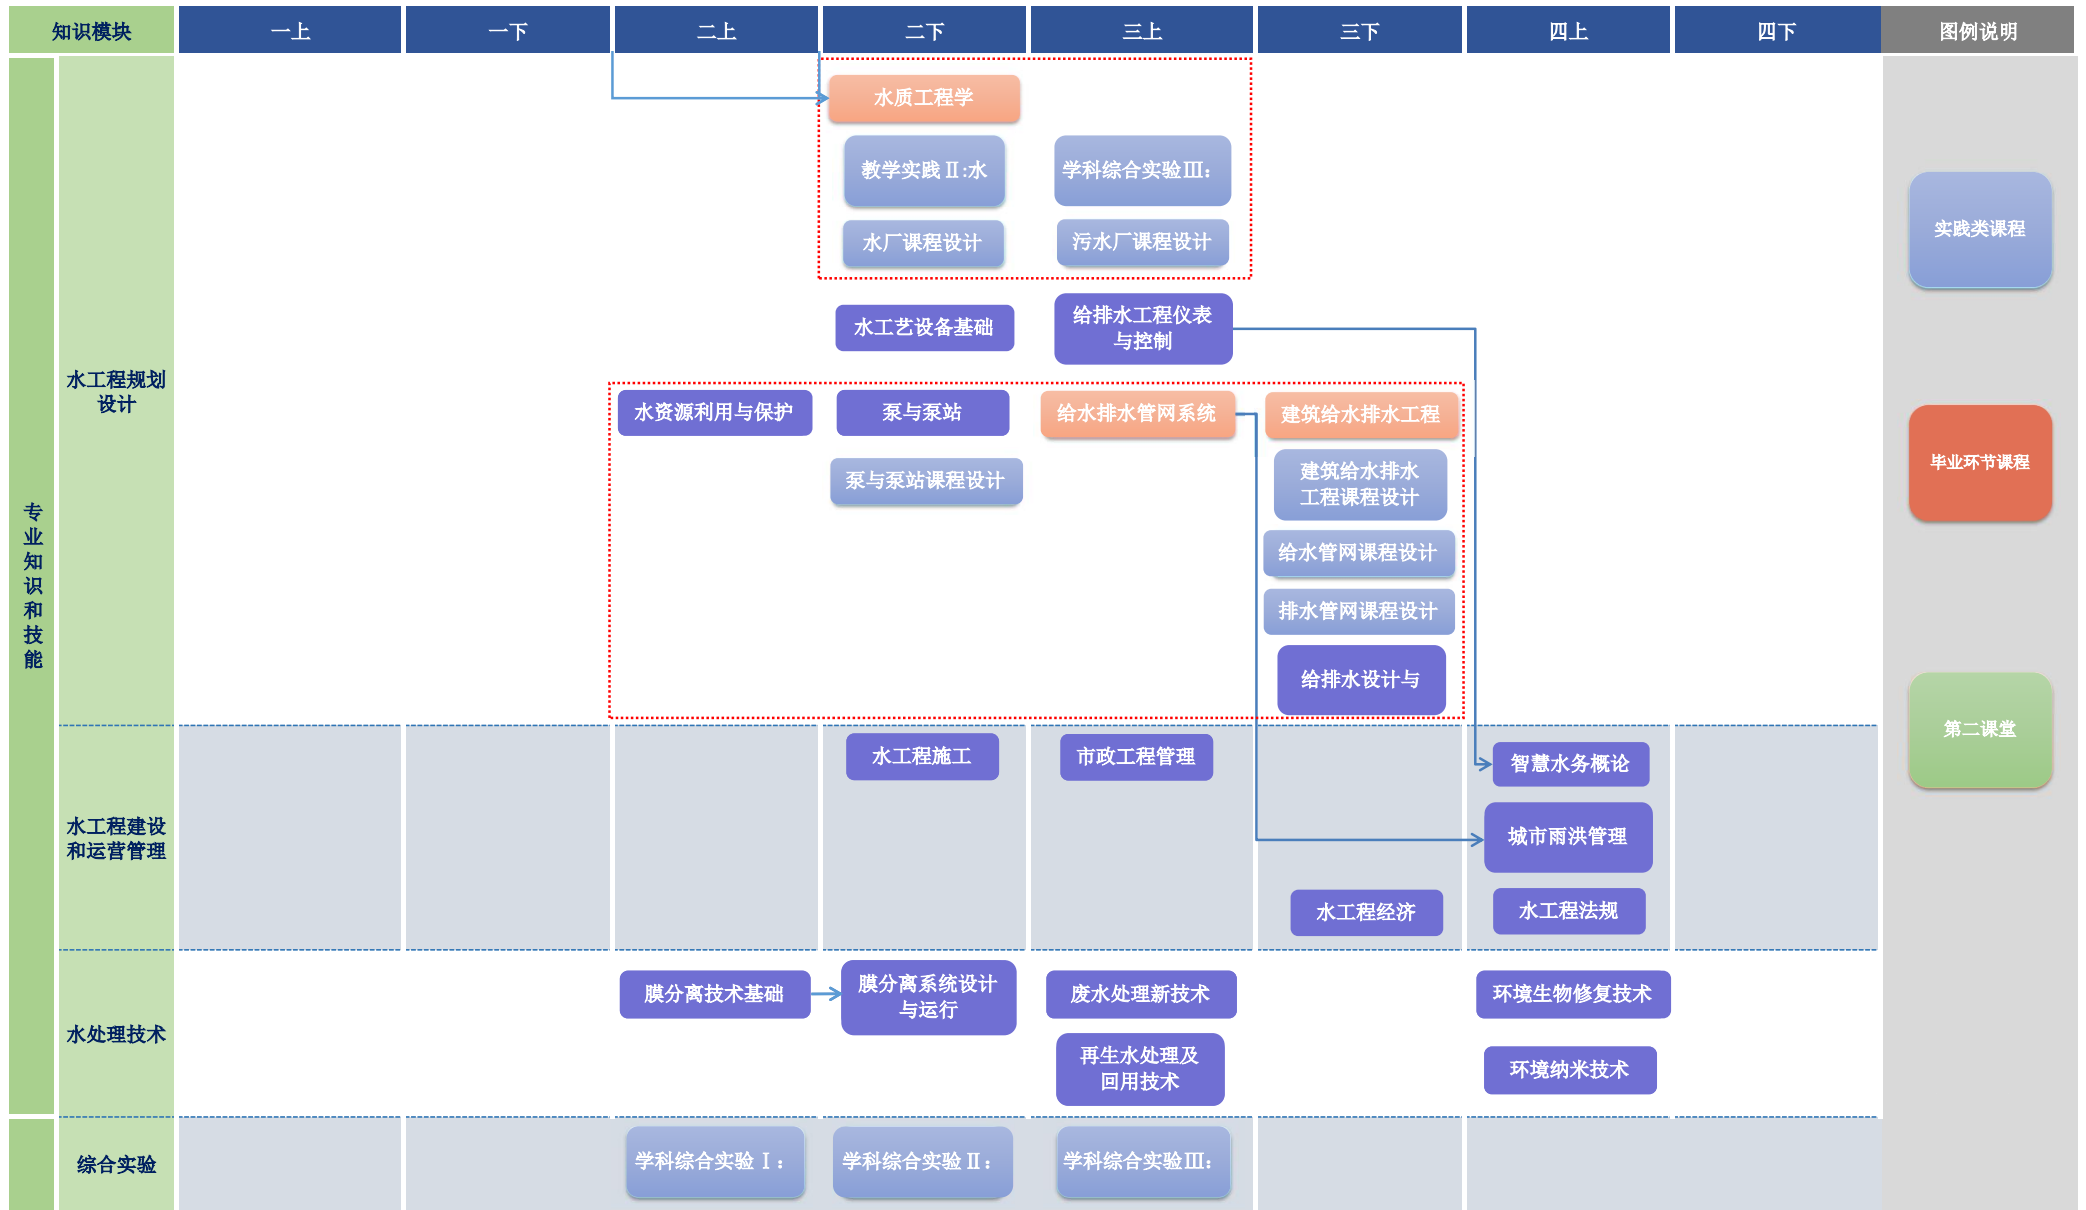 知识模块
一上
一下
二上
二下
三上
三下
四上
四下
图例说明
专
业
知
识
和
技
能
水工程规划
设计
水质工程学
教学实践Ⅱ:水
学科综合实验Ⅲ：
水厂课程设计
污水厂课程设计
水工艺设备基础
给排水工程仪表
与控制
水资源利用与保护
泵与泵站
给水排水管网系统
建筑给水排水工程
泵与泵站课程设计
建筑给水排水
工程课程设计
给水管网课程设计
排水管网课程设计
给排水设计与
水工程建设
和运营管理
水工程施工
市政工程管理
智慧水务概论
城市雨洪管理
水工程经济
水工程法规
水处理技术
膜分离技术基础
膜分离系统设计
与运行
废水处理新技术
环境生物修复技术
再生水处理及
回用技术
环境纳米技术
综合实验
学科综合实验Ⅰ：
学科综合实验Ⅱ：
学科综合实验Ⅲ：
实践类课程
毕业环节课程
第二课堂